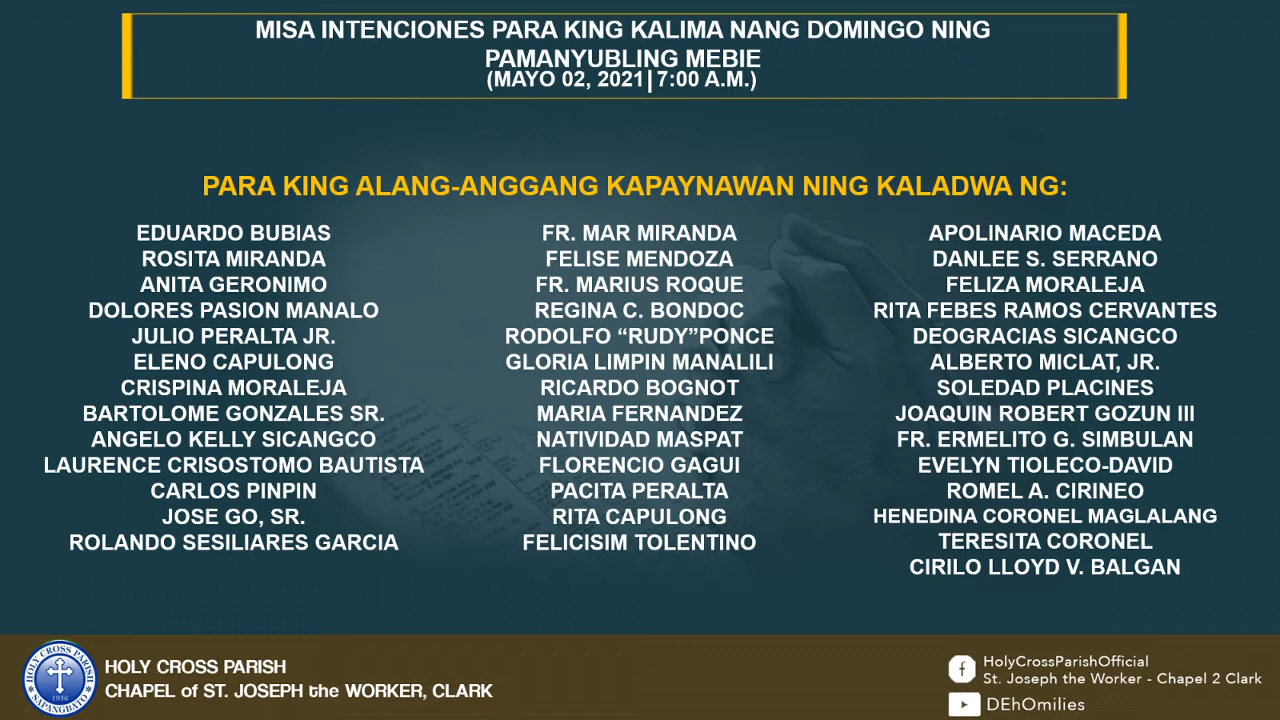 MISA INTENCIONES PARA KING KALIMA NANG DOMINGO NING
PAMANYUBLING MEBIE
(MAYO 02, 2021|7:00 A.M.)
PARA KING ALANG-ANGGANG KAPAYNAWAN NING KALADWA NG:
EDUARDO BUBIAS
ROSITA MIRANDA
ANITA GERONIMO
DOLORES PASION MANALO
JULIO PERALTA JR.
ELENO CAPULONG
CRISPINA MORALEJA
BARTOLOME GONZALES SR.
ANGELO KELLY SICANGCO
LAURENCE CRISOSTOMO BAUTISTA
CARLOS PINPIN
JOSE GO, SR.
ROLANDO SESILIARES GARCIA
FR. MAR MIRANDA
FELISE MENDOZA
FR. MARIUS ROQUE
REGINA C. BONDOC
RODOLFO “RUDY”PONCE
GLORIA LIMPIN MANALILI
RICARDO BOGNOT
MARIA FERNANDEZ
NATIVIDAD MASPAT
FLORENCIO GAGUI
PACITA PERALTA
RITA CAPULONG
FELICISIM TOLENTINO
APOLINARIO MACEDA
DANLEE S. SERRANO
FELIZA MORALEJA
RITA FEBES RAMOS CERVANTES
DEOGRACIAS SICANGCO
ALBERTO MICLAT, JR.
SOLEDAD PLACINES
JOAQUIN ROBERT GOZUN III
FR. ERMELITO G. SIMBULAN
EVELYN TIOLECO-DAVID
ROMEL A. CIRINEO
HENEDINA CORONEL MAGLALANG
TERESITA CORONEL
CIRILO LLOYD V. BALGAN
HOLY CROSS PARISH
SAPANGBATO
1956
HOLY CROSS PARISH
CHAPEL of ST. JOSEPH the WORKER, CLARK
HolyCrossParishOfficial
St. Joseph the Worker - Chapel 2 Clark
DEhOmilies